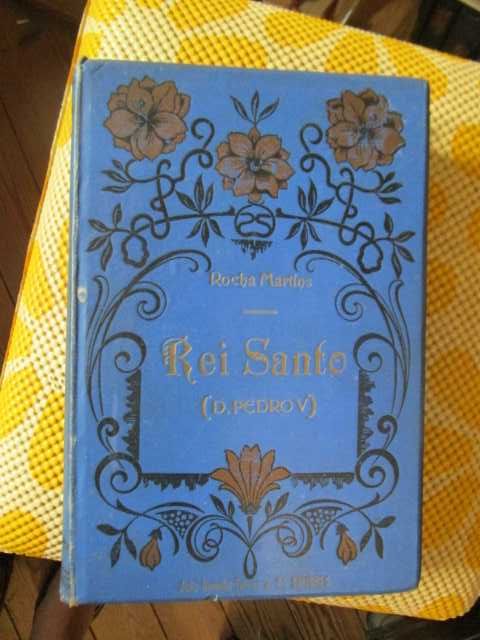 Rocha Martins
Rei Santo
(D. PEDRO V)